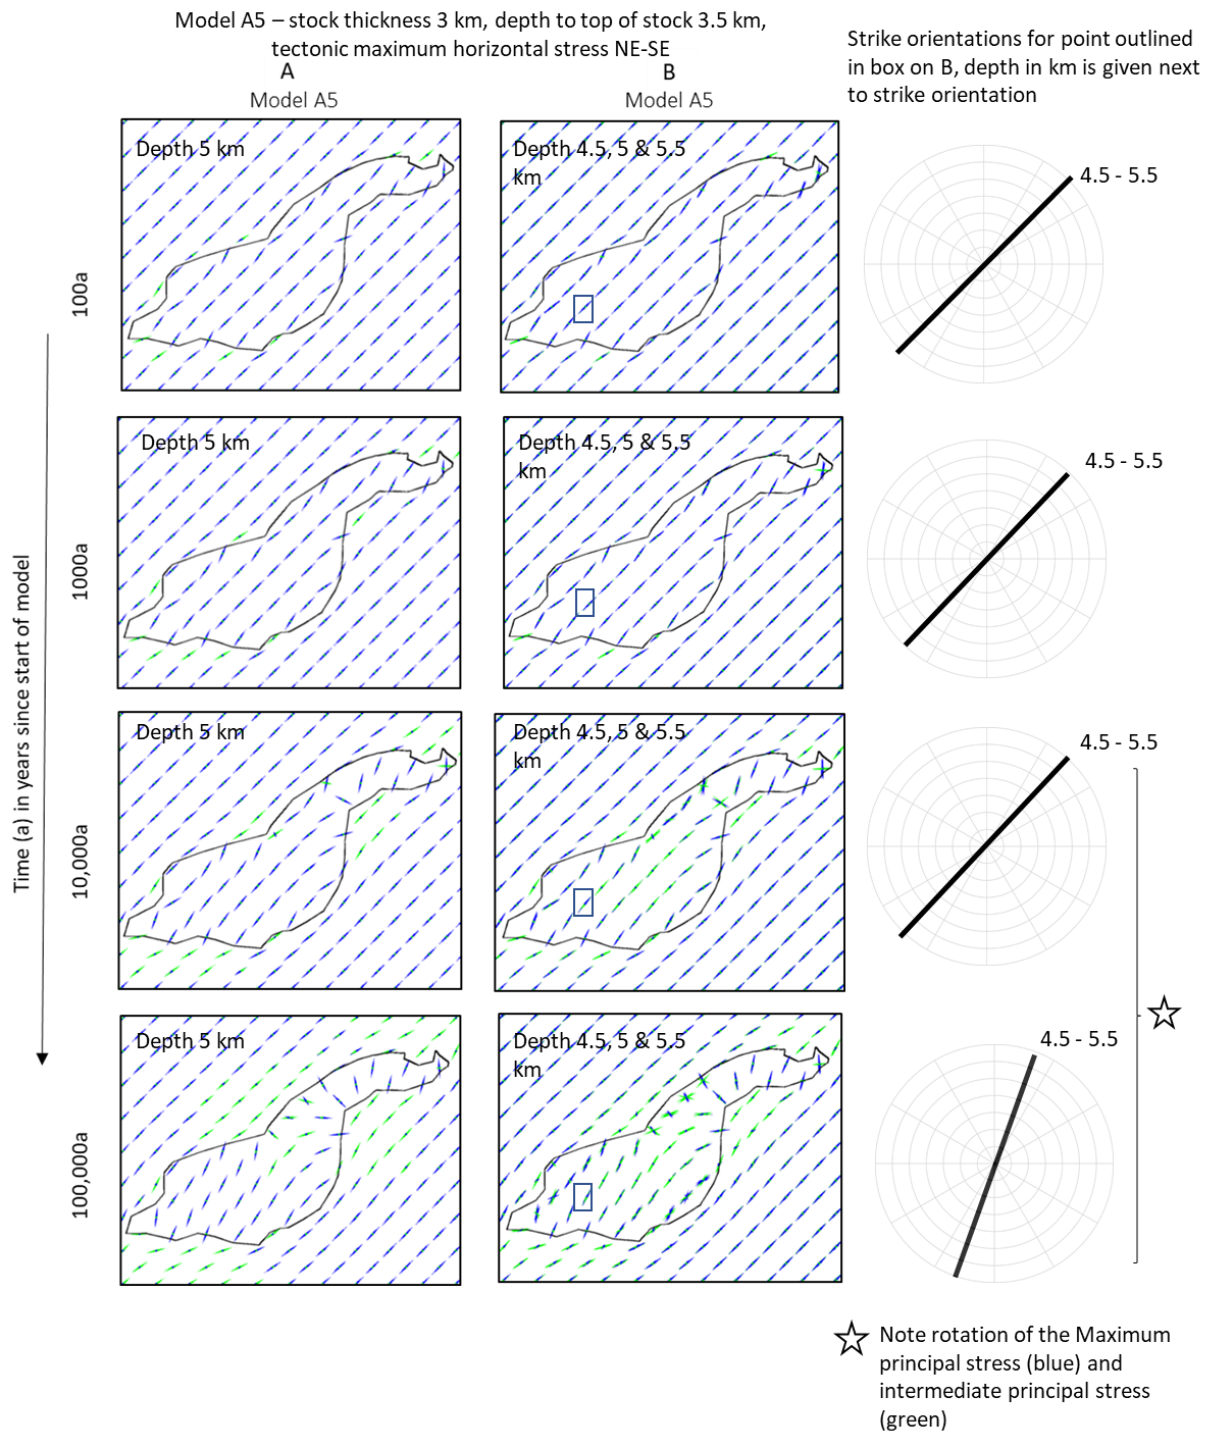 Model A5 – stock thickness 3 km, depth to top of stock 3.5 km,
tectonic maximum horizontal stress NE-SE
A
B
Model A5
Model A5
Strike orientations for point outlined
in box on B, depth in km is given next
to strike orientation
Time (a) in years since start of model
100a
Depth 5 km
Depth 4.5, 5 & 5.5
km
4.5 - 5.5
1000a
Depth 5 km
Depth 4.5, 5 & 5.5
km
4.5 - 5.5
10,000a
Depth 5 km
Depth 4.5, 5 & 5.5
km
4.5 - 5.5
100,000a
Depth 5 km
Depth 4.5, 5 & 5.5
km
4.5 - 5.5
Note rotation of the Maximum
principal stress (blue) and
intermediate principal stress
(green)